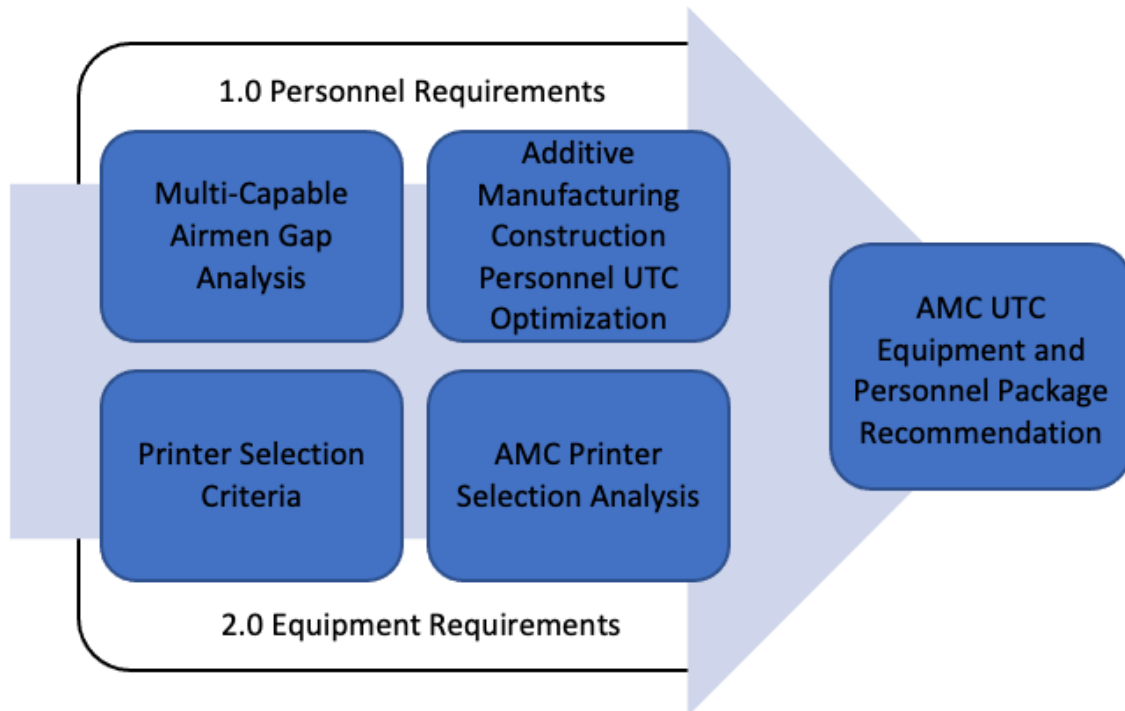 1.0 Personnel Requirements
Multi-Capable
Airmen Gap
Analysis
Additive
Manufacturing
Construction
Personnel UTC
Optimization
Printer Selection
Criteria
AMC Printer
Selection Analysis
2.0 Equipment Requirements
AMC UTC
Equipment and
Personnel Package
Recommendation